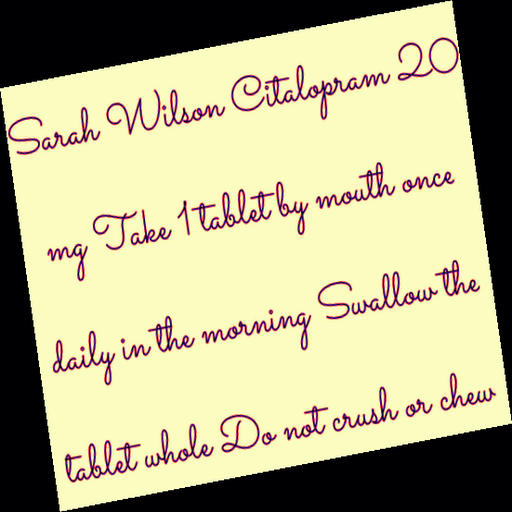 Sarah Wilson Citalopram 20
mg Take 1 tablet by mouth once
daily in the morning Swallow the
tablet whole Do not crush or chew